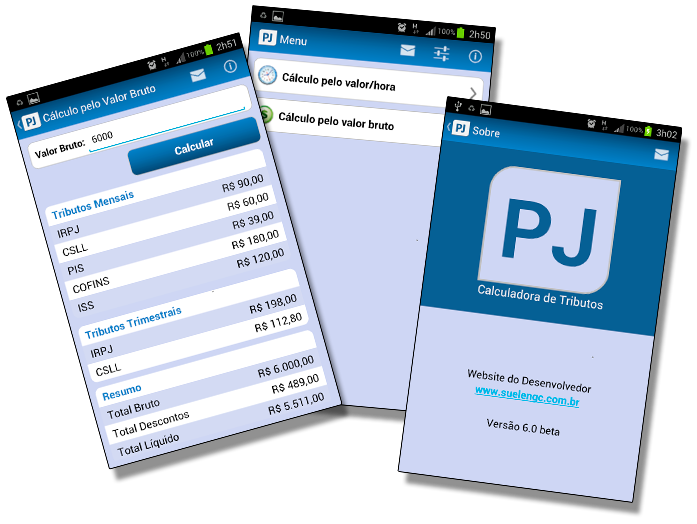 100% 2h51
PJ Cálculo pelo Valor Bruto
Valor Bruto: 6000
Calcular
Tributos Mensais
IRPJ R$ 90,00
CSLL R$ 60,00
PIS R$ 39,00
COFINS R$ 180,00
ISS R$ 120,00
Tributos Trimestrais
IRPJ R$ 198,00
CSLL R$ 112,80
Resumo
Total Bruto R$ 6.000,00
Total Descontos R$ 489,00
Total Líquido R$ 5.511,00
H 100% 2h50
PJ Menu
Cálculo pelo valor/hora
Cálculo pelo valor bruto
H 100% 3h02
PJ Sobre
PJ
Calculadora de Tributos
Website do Desenvolvedor
www.suelengc.com.br
Versão 6.0 beta